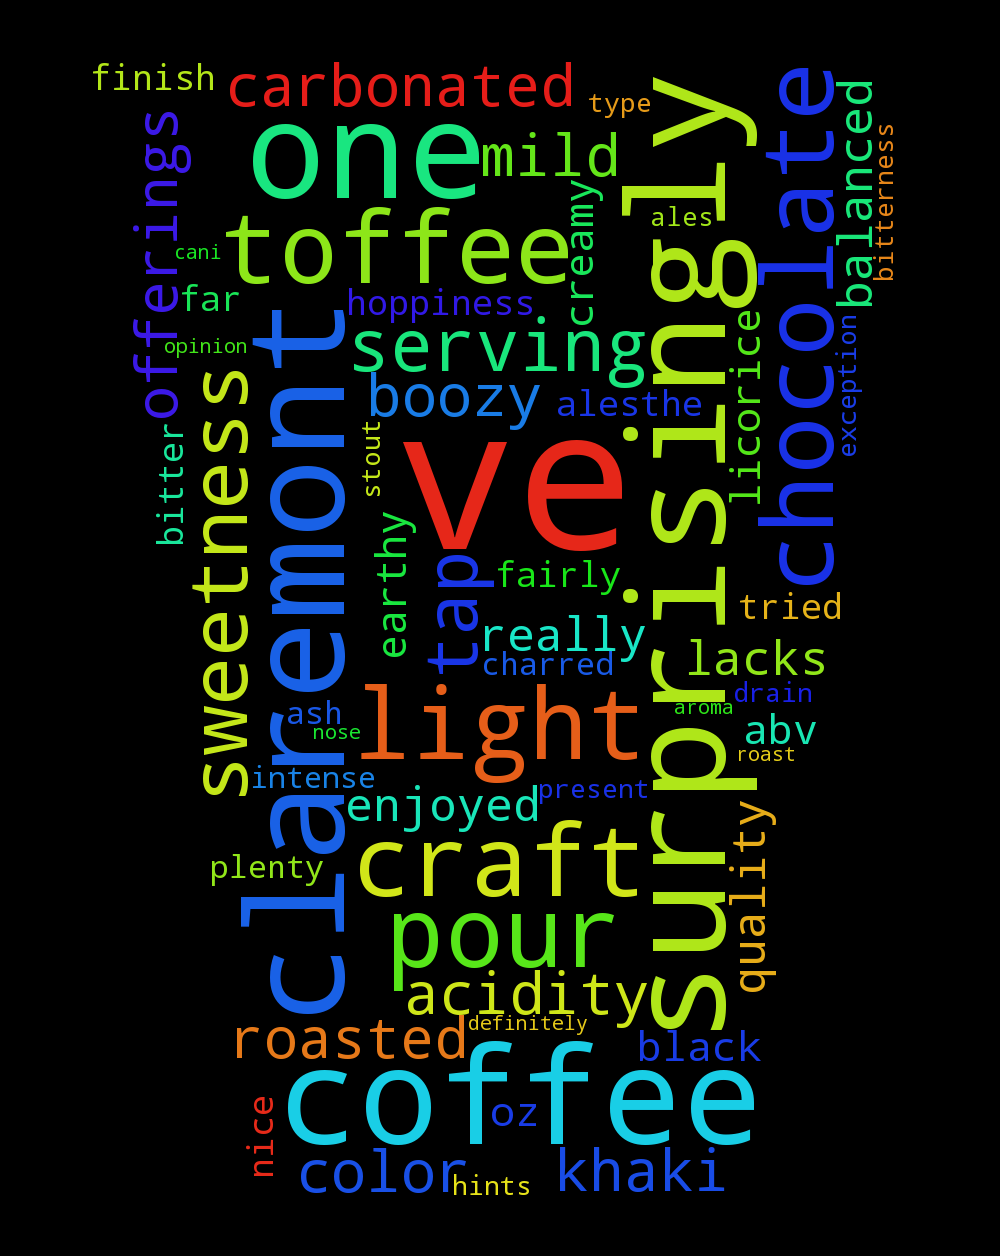 finish
carbonated
type
one
mild
surprisingly
chocolate
balanced
bitterness
offerings
cani
toffee
creamy
ales
far
hoppiness
opinion
serving
licorice
exception
claremont
sweetness
boozy
alesthe
bitter
stout
ve
earthy
tap
fairly
tried
really
charred
lacks
ash
nose
light
drain
aroma
abv
roast
intense
enjoyed
present
plenty
craft
quality
pour
acidity
definitely
roasted
black
coffee
oz
nice
color
hints
khaki